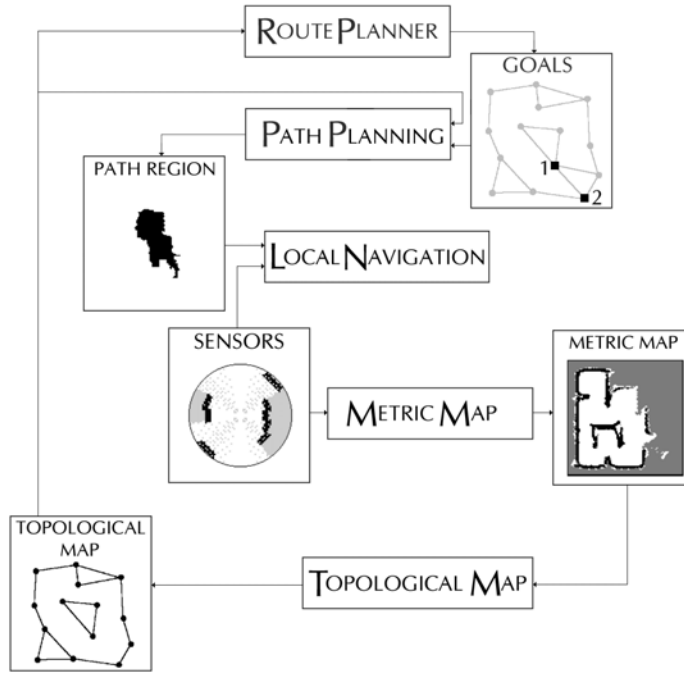 ROUTE PLANNER
GOALS
1
2
PATH PLANNING
PATH REGION
LOCAL NAVIGATION
SENSORS
METRIC MAP
METRIC MAP
TOPOLOGICAL
MAP
TOPOLOGICAL MAP